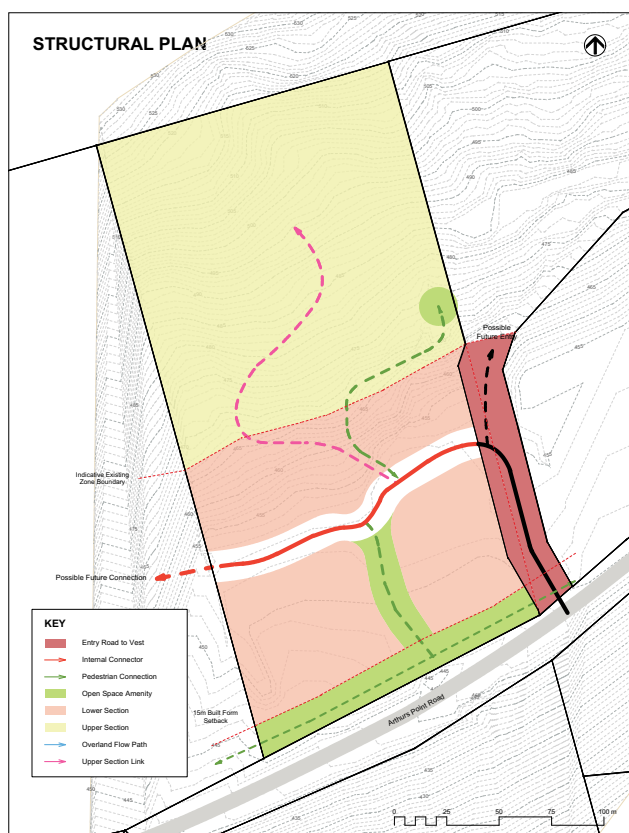 STRUCTURAL PLAN
Possible
Future Entry
Indicative Existing
Zone Boundary
Possible Future Connection
KEY
Entry Road to Vest
Internal Connector
Pedestrian Connection
Open Space Amenity
Lower Section
Upper Section
Overland Flow Path
Upper Section Link
15m Built Form
Setback
Arthurs Point Road
0 25 50 75 100 m